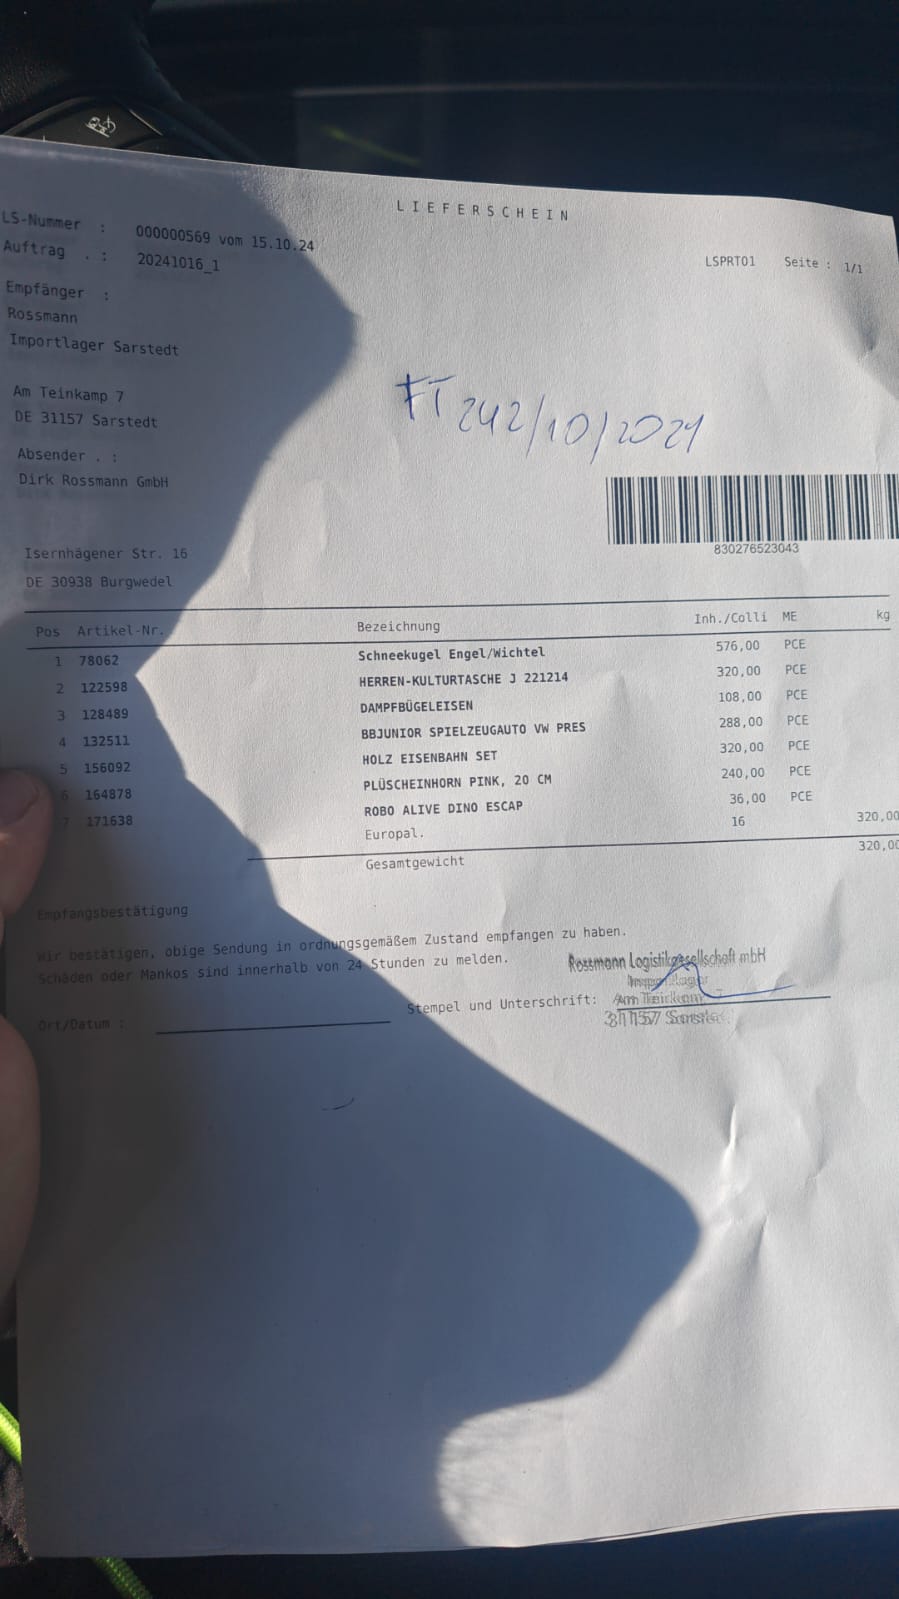 LIEFERSCHEIN
LS-Nummer : 000000569 vom 15.10.24
Auftrag . : 20241016_1
LSPRT01 Seite : 1/1
Empfänger :
Rossmann
Importlager Sarstedt
Am Teinkamp 7
DE 31157 Sarstedt
FT 242/10/2021
Absender . :
Dirk Rossmann GmbH
830276523043
Isernhägener Str. 16
DE 30938 Burgwedel
Pos Artikel-Nr. Bezeichnung Inh./Colli ME kg
1 78062 Schneekugel Engel/Wichtel 576,00 PCE
2 122598 HERREN-KULTURTASCHE J 221214 320,00 PCE
3 128489 DAMPFBÜGELEISEN 108,00 PCE
4 132511 BBJUNIOR SPIELZEUGAUTO VW PRES 288,00 PCE
5 156092 HOLZ EISENBAHN SET 320,00 PCE
6 164878 PLÜSCHEINHORN PINK, 20 CM 240,00 PCE
7 171638 ROBO ALIVE DINO ESCAP 36,00 PCE
Europal. 16 320,00
Gesamtgewicht 320,00
Empfangsbestätigung
Wir bestätigen, obige Sendung in ordnungsgemäßem Zustand empfangen zu haben.
Schäden oder Mankos sind innerhalb von 24 Stunden zu melden.
Rossmann Logistikgesellschaft mbH
Stempel und Unterschrift: Am Teinkamp 7
31157 Sarstedt
Ort/Datum :